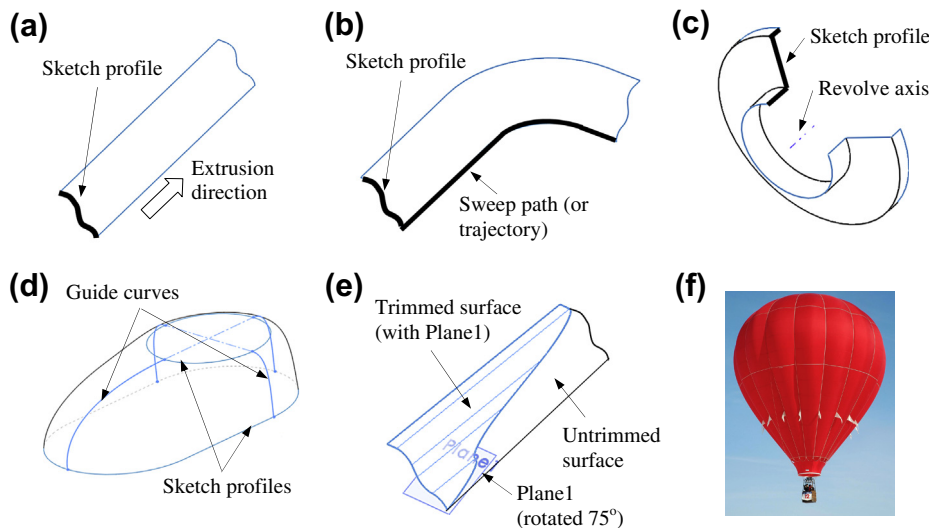 (a)
Sketch profile
Extrusion
direction
(b)
Sketch profile
Sweep path (or
trajectory)
(c)
Sketch profile
Revolve axis
(d)
Guide curves
Sketch profiles
(e)
Trimmed surface
(with Plane1)
Plane
Untrimmed
surface
Plane1
(rotated 75°)
(f)